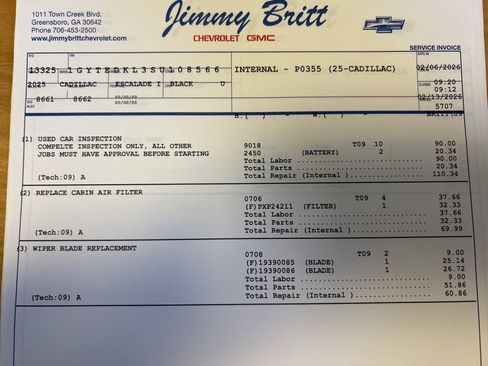 1011 Town Creek Blvd.
Greensboro, GA 30642
Phone 706-453-2500
www.jimmybrittchevrolet.com
Jimmy Britt
CHEVROLET GMC
SERVICE INVOICE
13325 1GYTEDKL3SU108566 INTERNAL - P0355 (25-CADILLAC) 02/06/2026
2025 CADILLAC ESCALADE I BLACK U 09:20
00/00/00 09:12
8661 8662 00/00/00 02/13/2026
5707
(1) USED CAR INSPECTION
COMPELTE INSPECTION ONLY, ALL OTHER 9018 T09 10 90.00
JOBS MUST HAVE APPROVAL BEFORE STARTING 2450 (BATTERY) 2 20.34
Total Labor 90.00
Total Parts 20.34
(Tech:09) A Total Repair (Internal ) 110.34
(2) REPLACE CABIN AIR FILTER
0706 T09 4 37.66
(F)PXP24211 (FILTER) 1 32.33
Total Labor 37.66
Total Parts 32.33
(Tech:09) A Total Repair (Internal ) 69.99
(3) WIPER BLADE REPLACEMENT
0708 T09 2 9.00
(F)19390085 (BLADE) 1 25.14
(F)19390086 (BLADE) 1 26.72
Total Labor 9.00
Total Parts 51.86
(Tech:09) A Total Repair (Internal ) 60.86